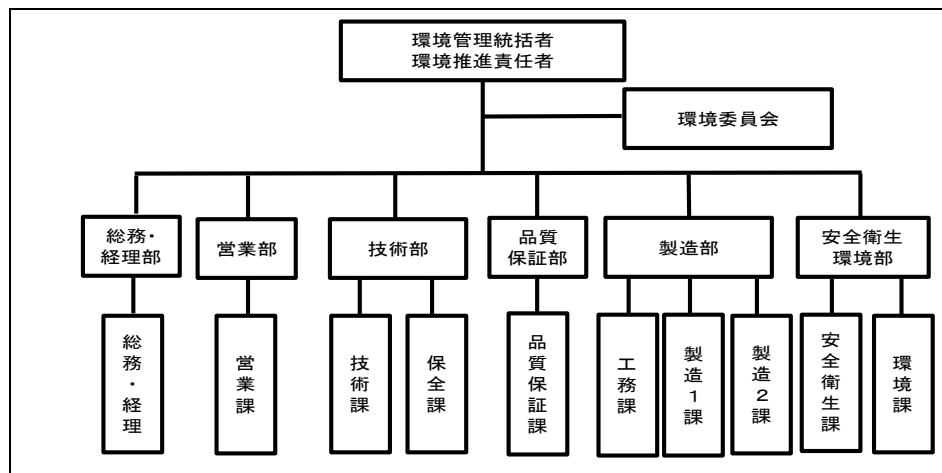 環境管理統括者
環境推進責任者
環境委員会
総務・
経理部
営業部
技術部
品質
保証部
製造部
安全衛生
環境部
総務・経理
営業課
技術課
保全課
品質保証課
工務課
製造1課
製造2課
安全衛生課
環境課